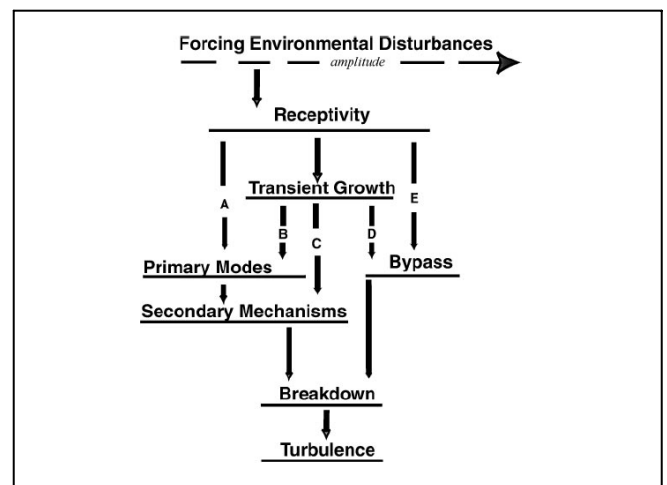 Forcing Environmental Disturbances
amplitude
Receptivity
Transient Growth
A
E
B
D
C
Primary Modes
Bypass
Secondary Mechanisms
Breakdown
Turbulence